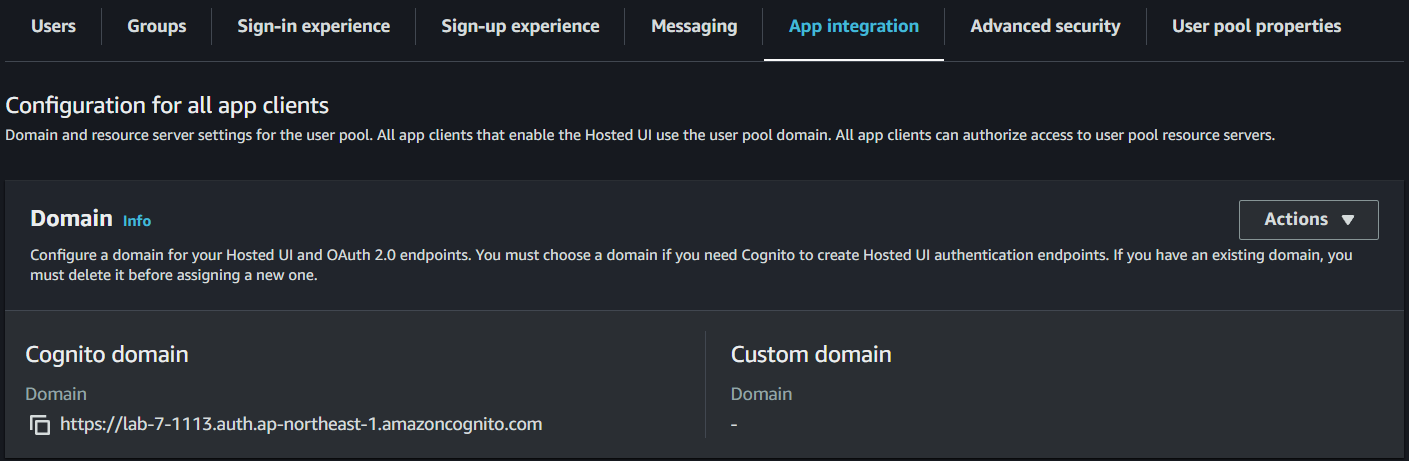 Users
Groups
Sign-in experience
Sign-up experience
Messaging
App integration
Advanced security
User pool properties
Configuration for all app clients
Domain and resource server settings for the user pool. All app clients that enable the Hosted UI use the user pool domain. All app clients can authorize access to user pool resource servers.
Domain Info
Actions
Configure a domain for your Hosted UI and OAuth 2.0 endpoints. You must choose a domain if you need Cognito to create Hosted UI authentication endpoints. If you have an existing domain, you
must delete it before assigning a new one.
Cognito domain
Domain
https://lab-7-1113.auth.ap-northeast-1.amazoncognito.com
Custom domain
Domain
-